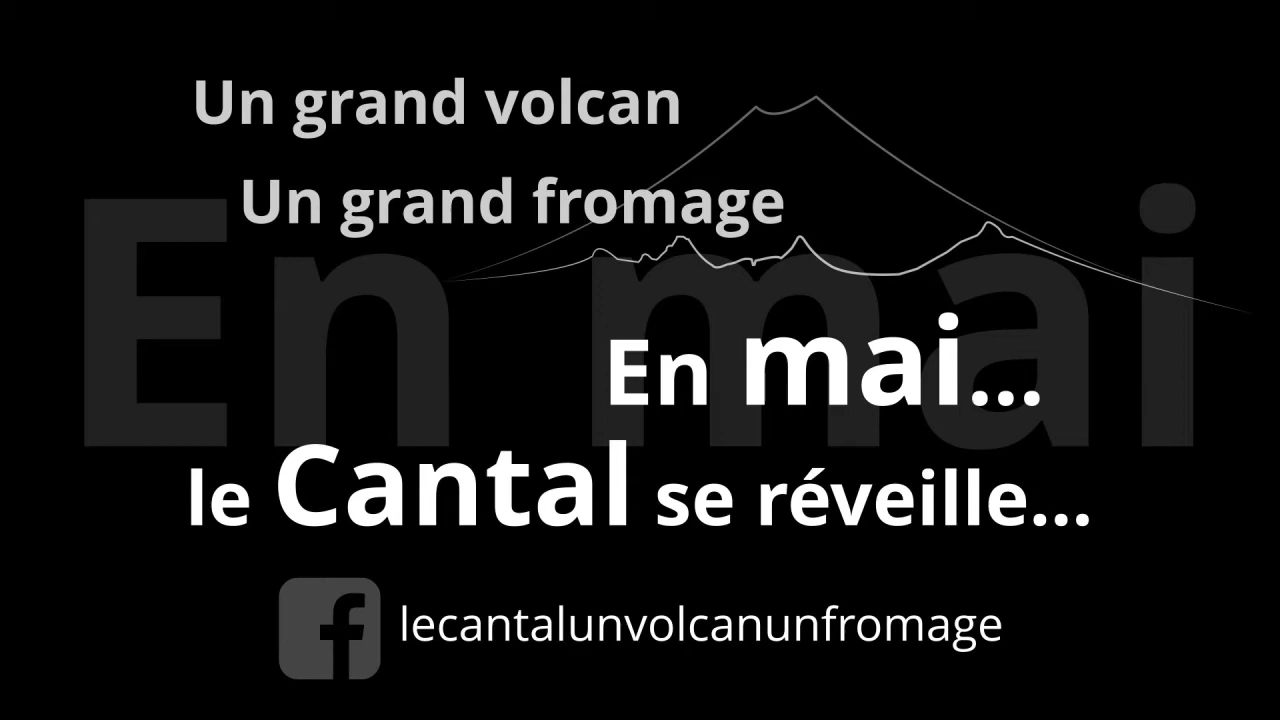 Un grand volcan
Un grand fromage
En mai
En mai...
le Cantal se réveille...
lecantalunvolcanunfromage